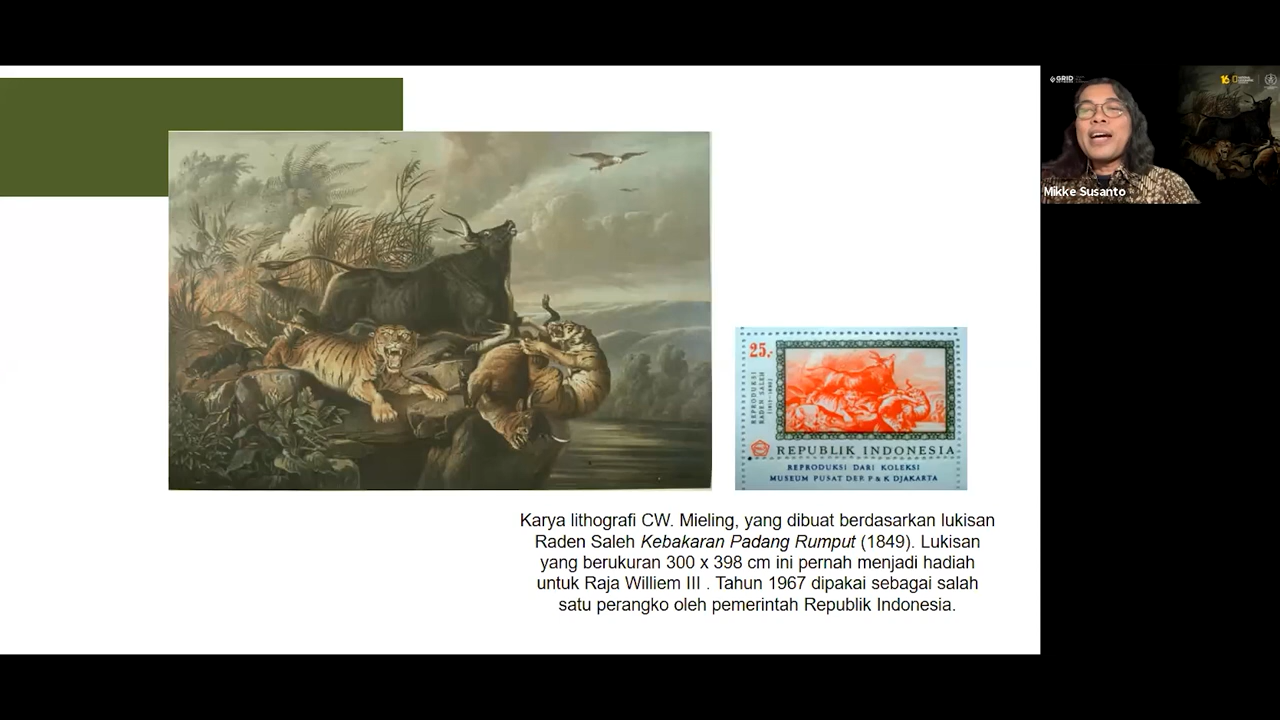 GRID
16
Mikke Susanto
25.-
REPRODUKSI
RADEN SALEH
REPUBLIK INDONESIA
REPRODUKSI DARI KOLEKSI
MUSEUM PUSAT DEP P & K DJAKARTA
Karya lithografi CW. Mieling, yang dibuat berdasarkan lukisan
Raden Saleh Kebakaran Padang Rumput (1849). Lukisan
yang berukuran 300 x 398 cm ini pernah menjadi hadiah
untuk Raja Williem III . Tahun 1967 dipakai sebagai salah
satu perangko oleh pemerintah Republik Indonesia.